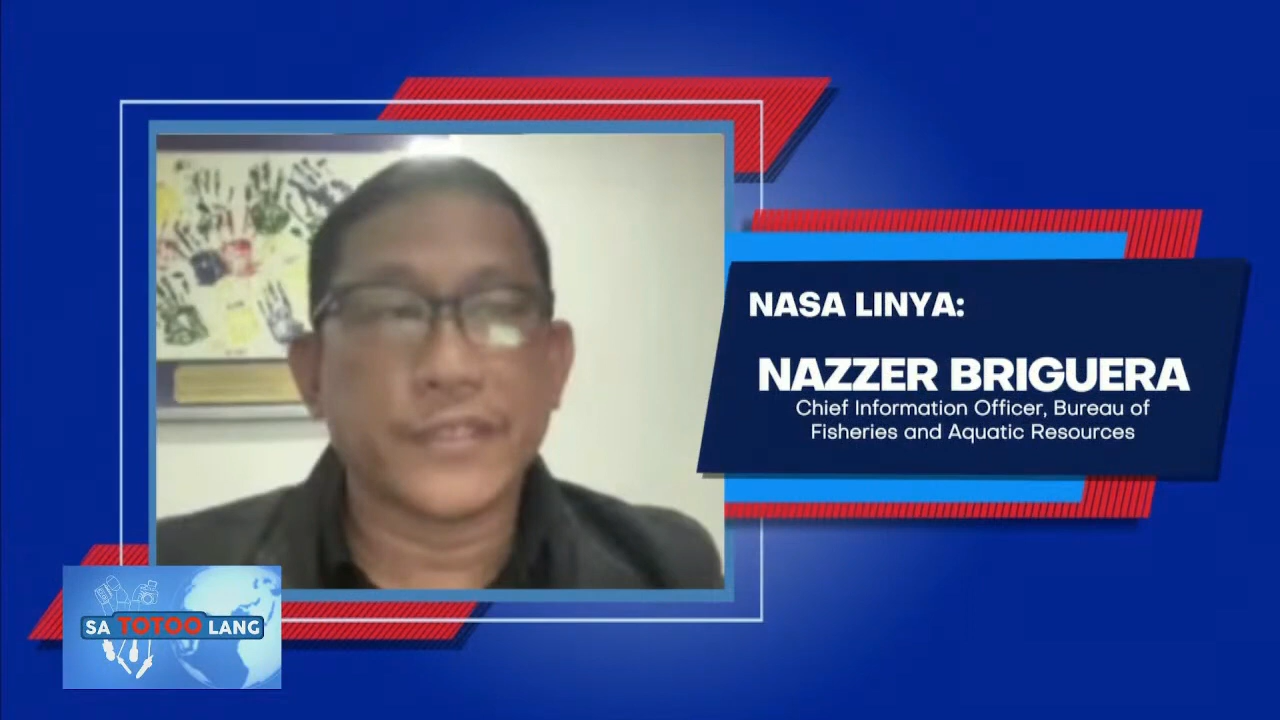 NASA LINYA:
NAZZER BRIGUERA
Chief Information Officer, Bureau of
Fisheries and Aquatic Resources
SA TOTOO LANG